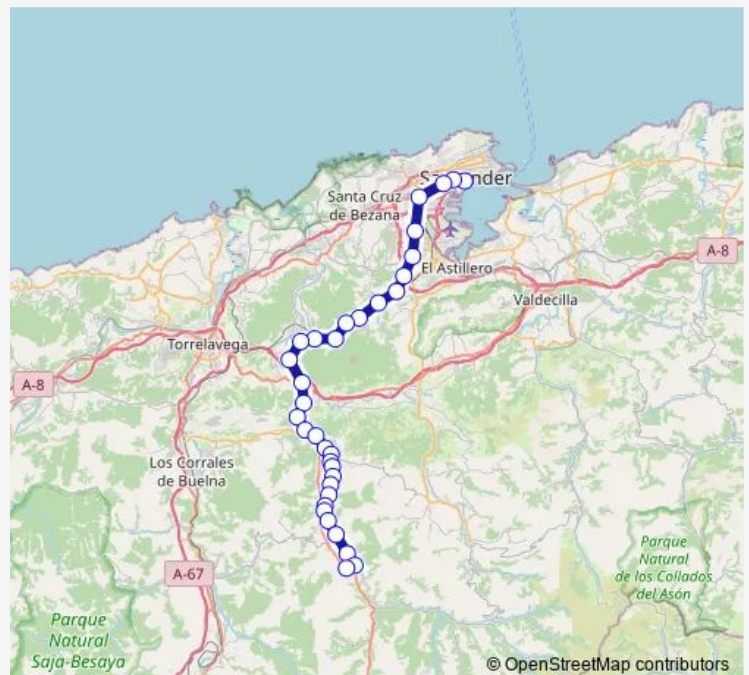 Santander
Santa Cruz
de Bezana
A-8
El Astillero
Valdecilla
Torrelavega
A-8
Los Corrales
de Buelna
Parque
Natural
de los Collados
del Asón
A-67
Parque
Natural
Saja-Besaya
© OpenStreetMap contributors